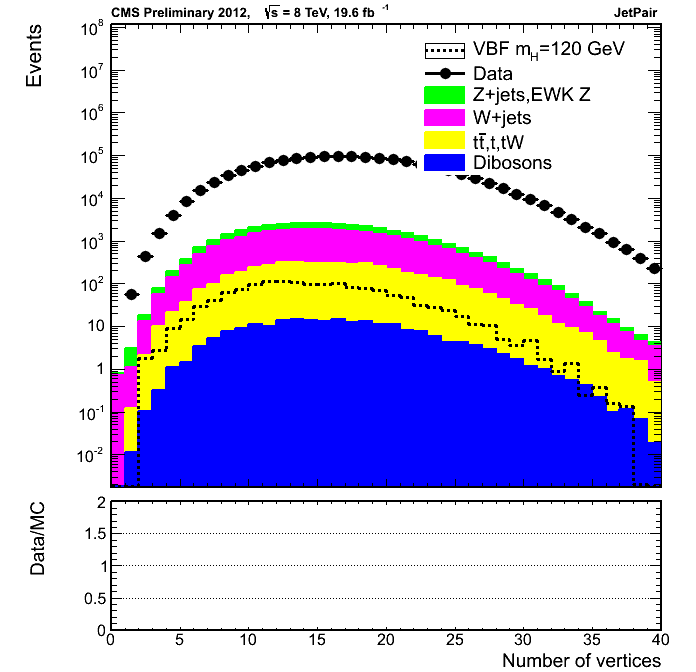 CMS Preliminary 2012, √s = 8 TeV, 19.6 fb⁻¹ JetPair
Events
10⁸
10⁷
10⁶
10⁵
10⁴
10³
10²
10
1
10⁻¹
10⁻²
VBF m_H=120 GeV
Data
Z+jets,EWK Z
W+jets
tt̅,t,tW
Dibosons
Data/MC
2
1.5
1
0.5
0
0 5 10 15 20 25 30 35 40
Number of vertices